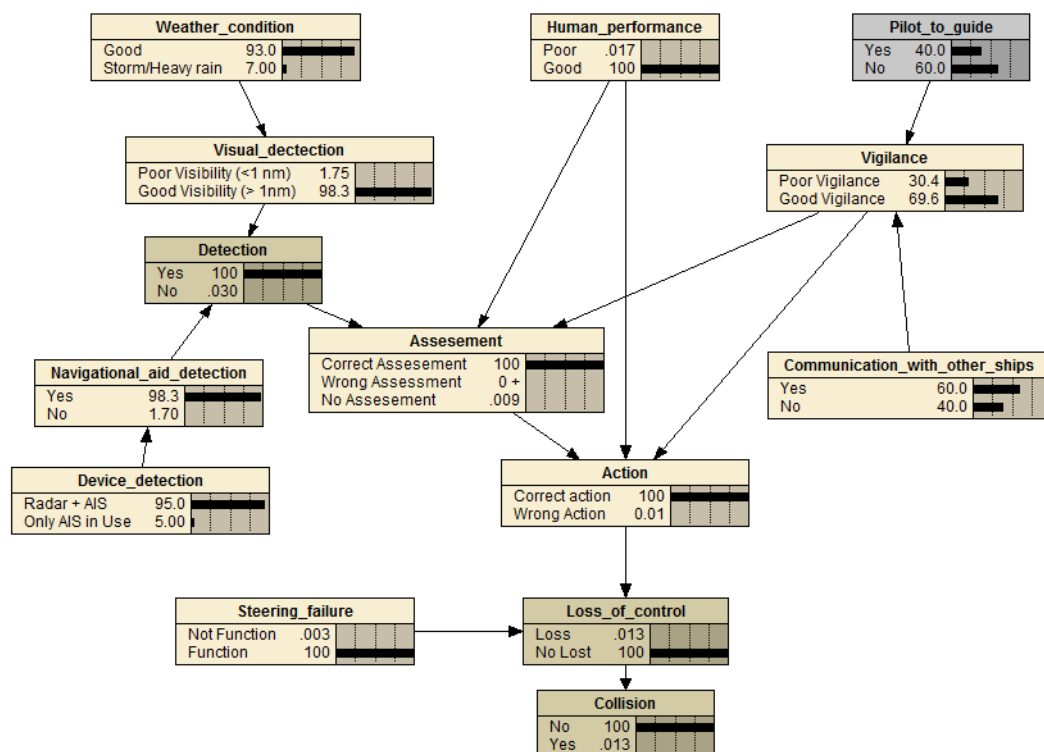 Weather_condition
Good 93.0
Storm/Heavy rain 7.00
Human_performance
Poor .017
Good 100
Pilot_to_guide
Yes 40.0
No 60.0
Visual_dectection
Poor Visibility (<1 nm) 1.75
Good Visibility (> 1nm) 98.3
Vigilance
Poor Vigilance 30.4
Good Vigilance 69.6
Detection
Yes 100
No .030
Assesement
Correct Assesement 100
Wrong Assessment 0 +
No Assesement .009
Navigational_aid_detection
Yes 98.3
No 1.70
Communication_with_other_ships
Yes 60.0
No 40.0
Device_detection
Radar + AIS 95.0
Only AIS in Use 5.00
Action
Correct action 100
Wrong Action 0.01
Steering_failure
Not Function .003
Function 100
Loss_of_control
Loss .013
No Lost 100
Collision
No 100
Yes .013